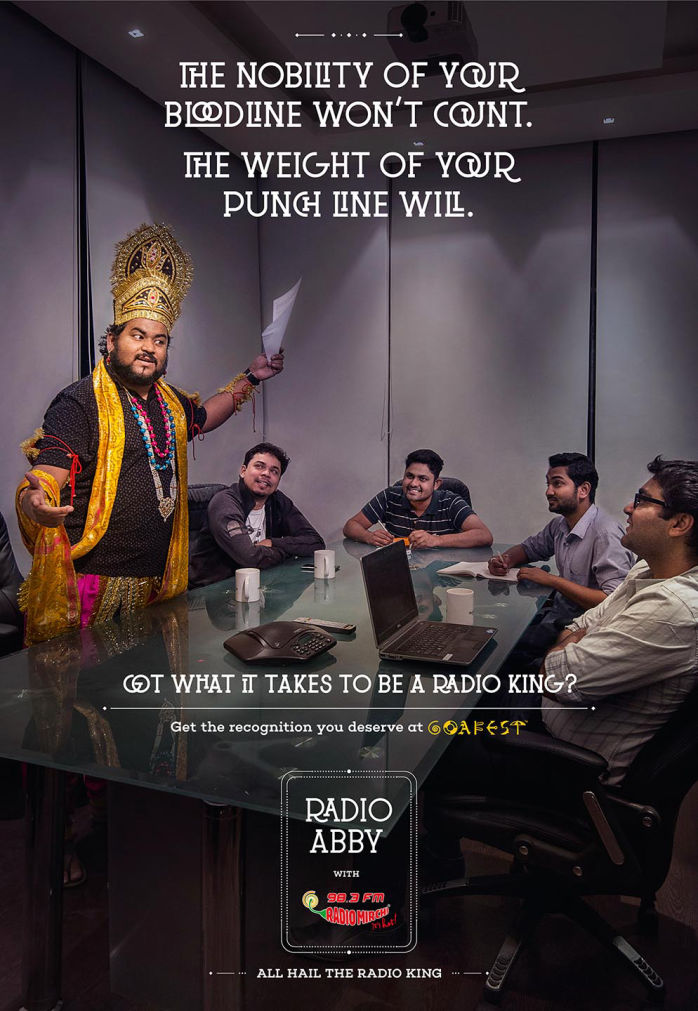 THE NOBILITY OF YOUR
BLOODLINE WON'T COUNT.
THE WEIGHT OF YOUR
PUNCH LINE WILL.
GOT WHAT IT TAKES TO BE A RADIO KING?
Get the recognition you deserve at GOAFEST
RADIO
ABBY
WITH
98.3 FM
RADIO MIRCHI
ALL HAIL THE RADIO KING